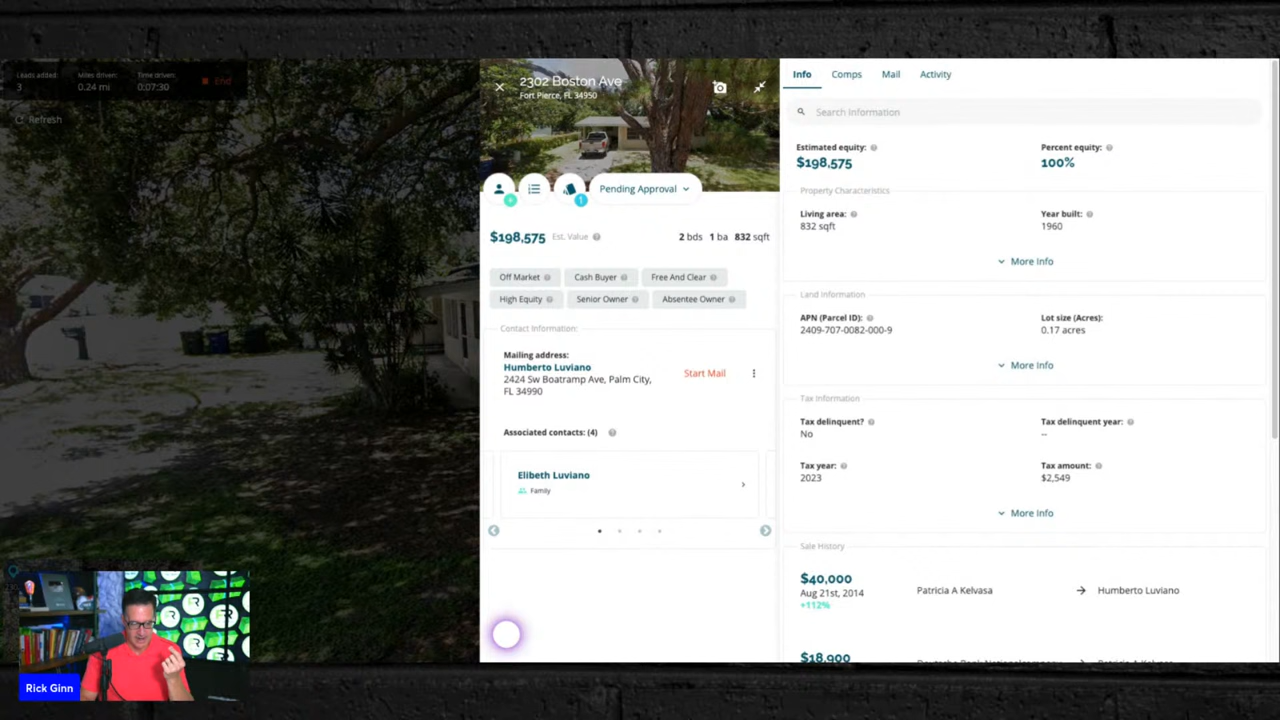 Leads added:
3
Miles driven:
0.24 mi
Time driven:
0:07:30
End
Refresh
2302 Boston Ave
Fort Pierce, FL 34950
Pending Approval
1
$198,575 Est. Value
2 bds 1 ba 832 sqft
Off Market
Cash Buyer
Free And Clear
High Equity
Senior Owner
Absentee Owner
Contact Information:
Mailing address:
Humberto Luviano
2424 Sw Boatramp Ave, Palm City,
FL 34990
Start Mail
Associated contacts: (4)
Elibeth Luviano
Family
Info Comps Mail Activity
Search Information
Estimated equity:
$198,575
Percent equity:
100%
Property Characteristics
Living area:
832 sqft
Year built:
1960
More Info
Land Information
APN (Parcel ID):
2409-707-0082-000-9
Lot size (Acres):
0.17 acres
More Info
Tax Information
Tax delinquent?
No
Tax delinquent year:
--
Tax year:
2023
Tax amount:
$2,549
More Info
Sale History
$40,000
Aug 21st, 2014
+112%
Patricia A Kelvasa
Humberto Luviano
$18,900
Rick Ginn